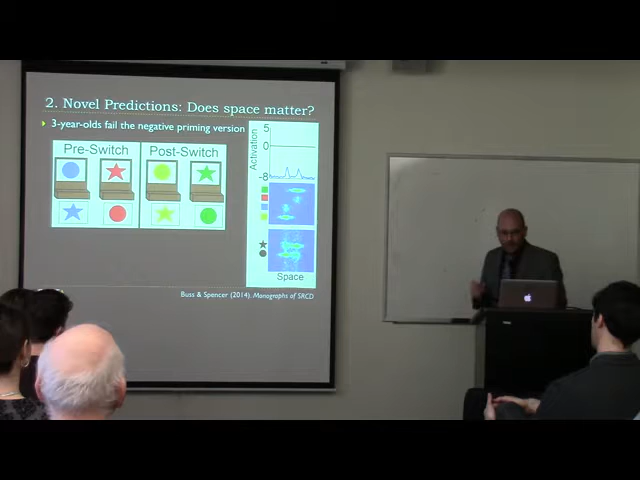 2. Novel Predictions: Does space matter?
3-year-olds fail the negative priming version
Pre-Switch
Post-Switch
Activation
5
0
-8
Space
Buss & Spencer (2014). Monographs of SRCD